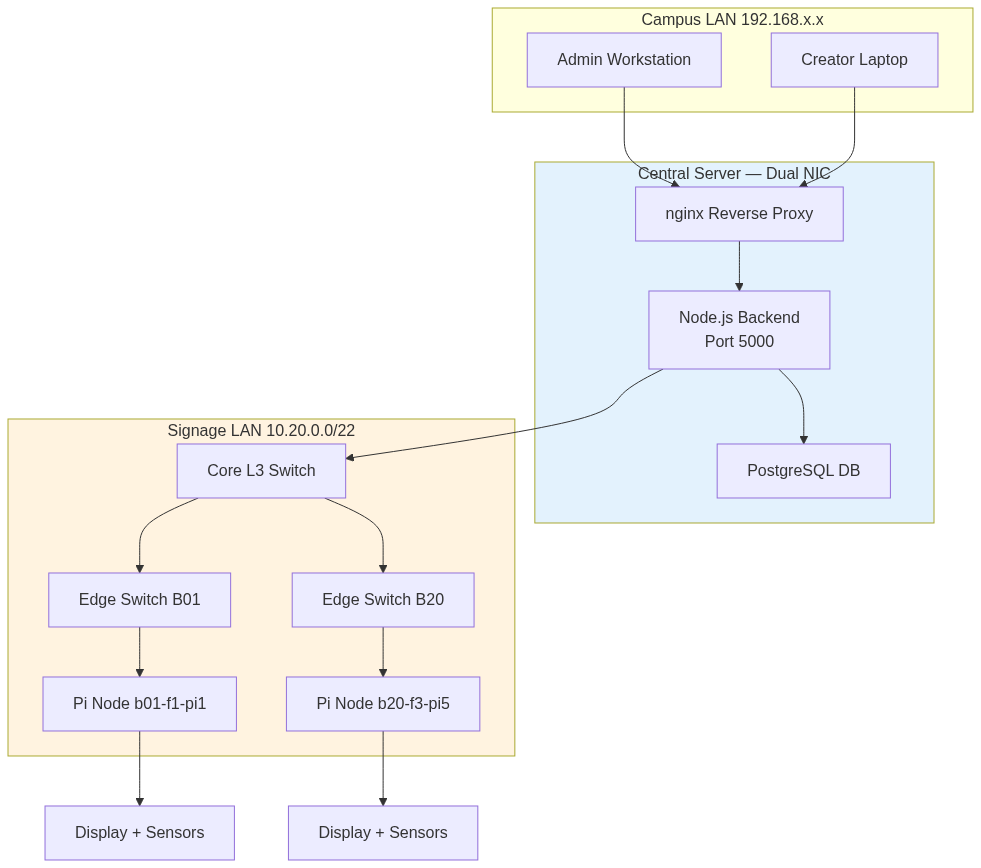 Campus LAN 192.168.x.x
Admin Workstation
Creator Laptop
Central Server — Dual NIC
nginx Reverse Proxy
Node.js Backend
Port 5000
Signage LAN 10.20.0.0/22
Core L3 Switch
PostgreSQL DB
Edge Switch B01
Edge Switch B20
Pi Node b01-f1-pi1
Pi Node b20-f3-pi5
Display + Sensors
Display + Sensors